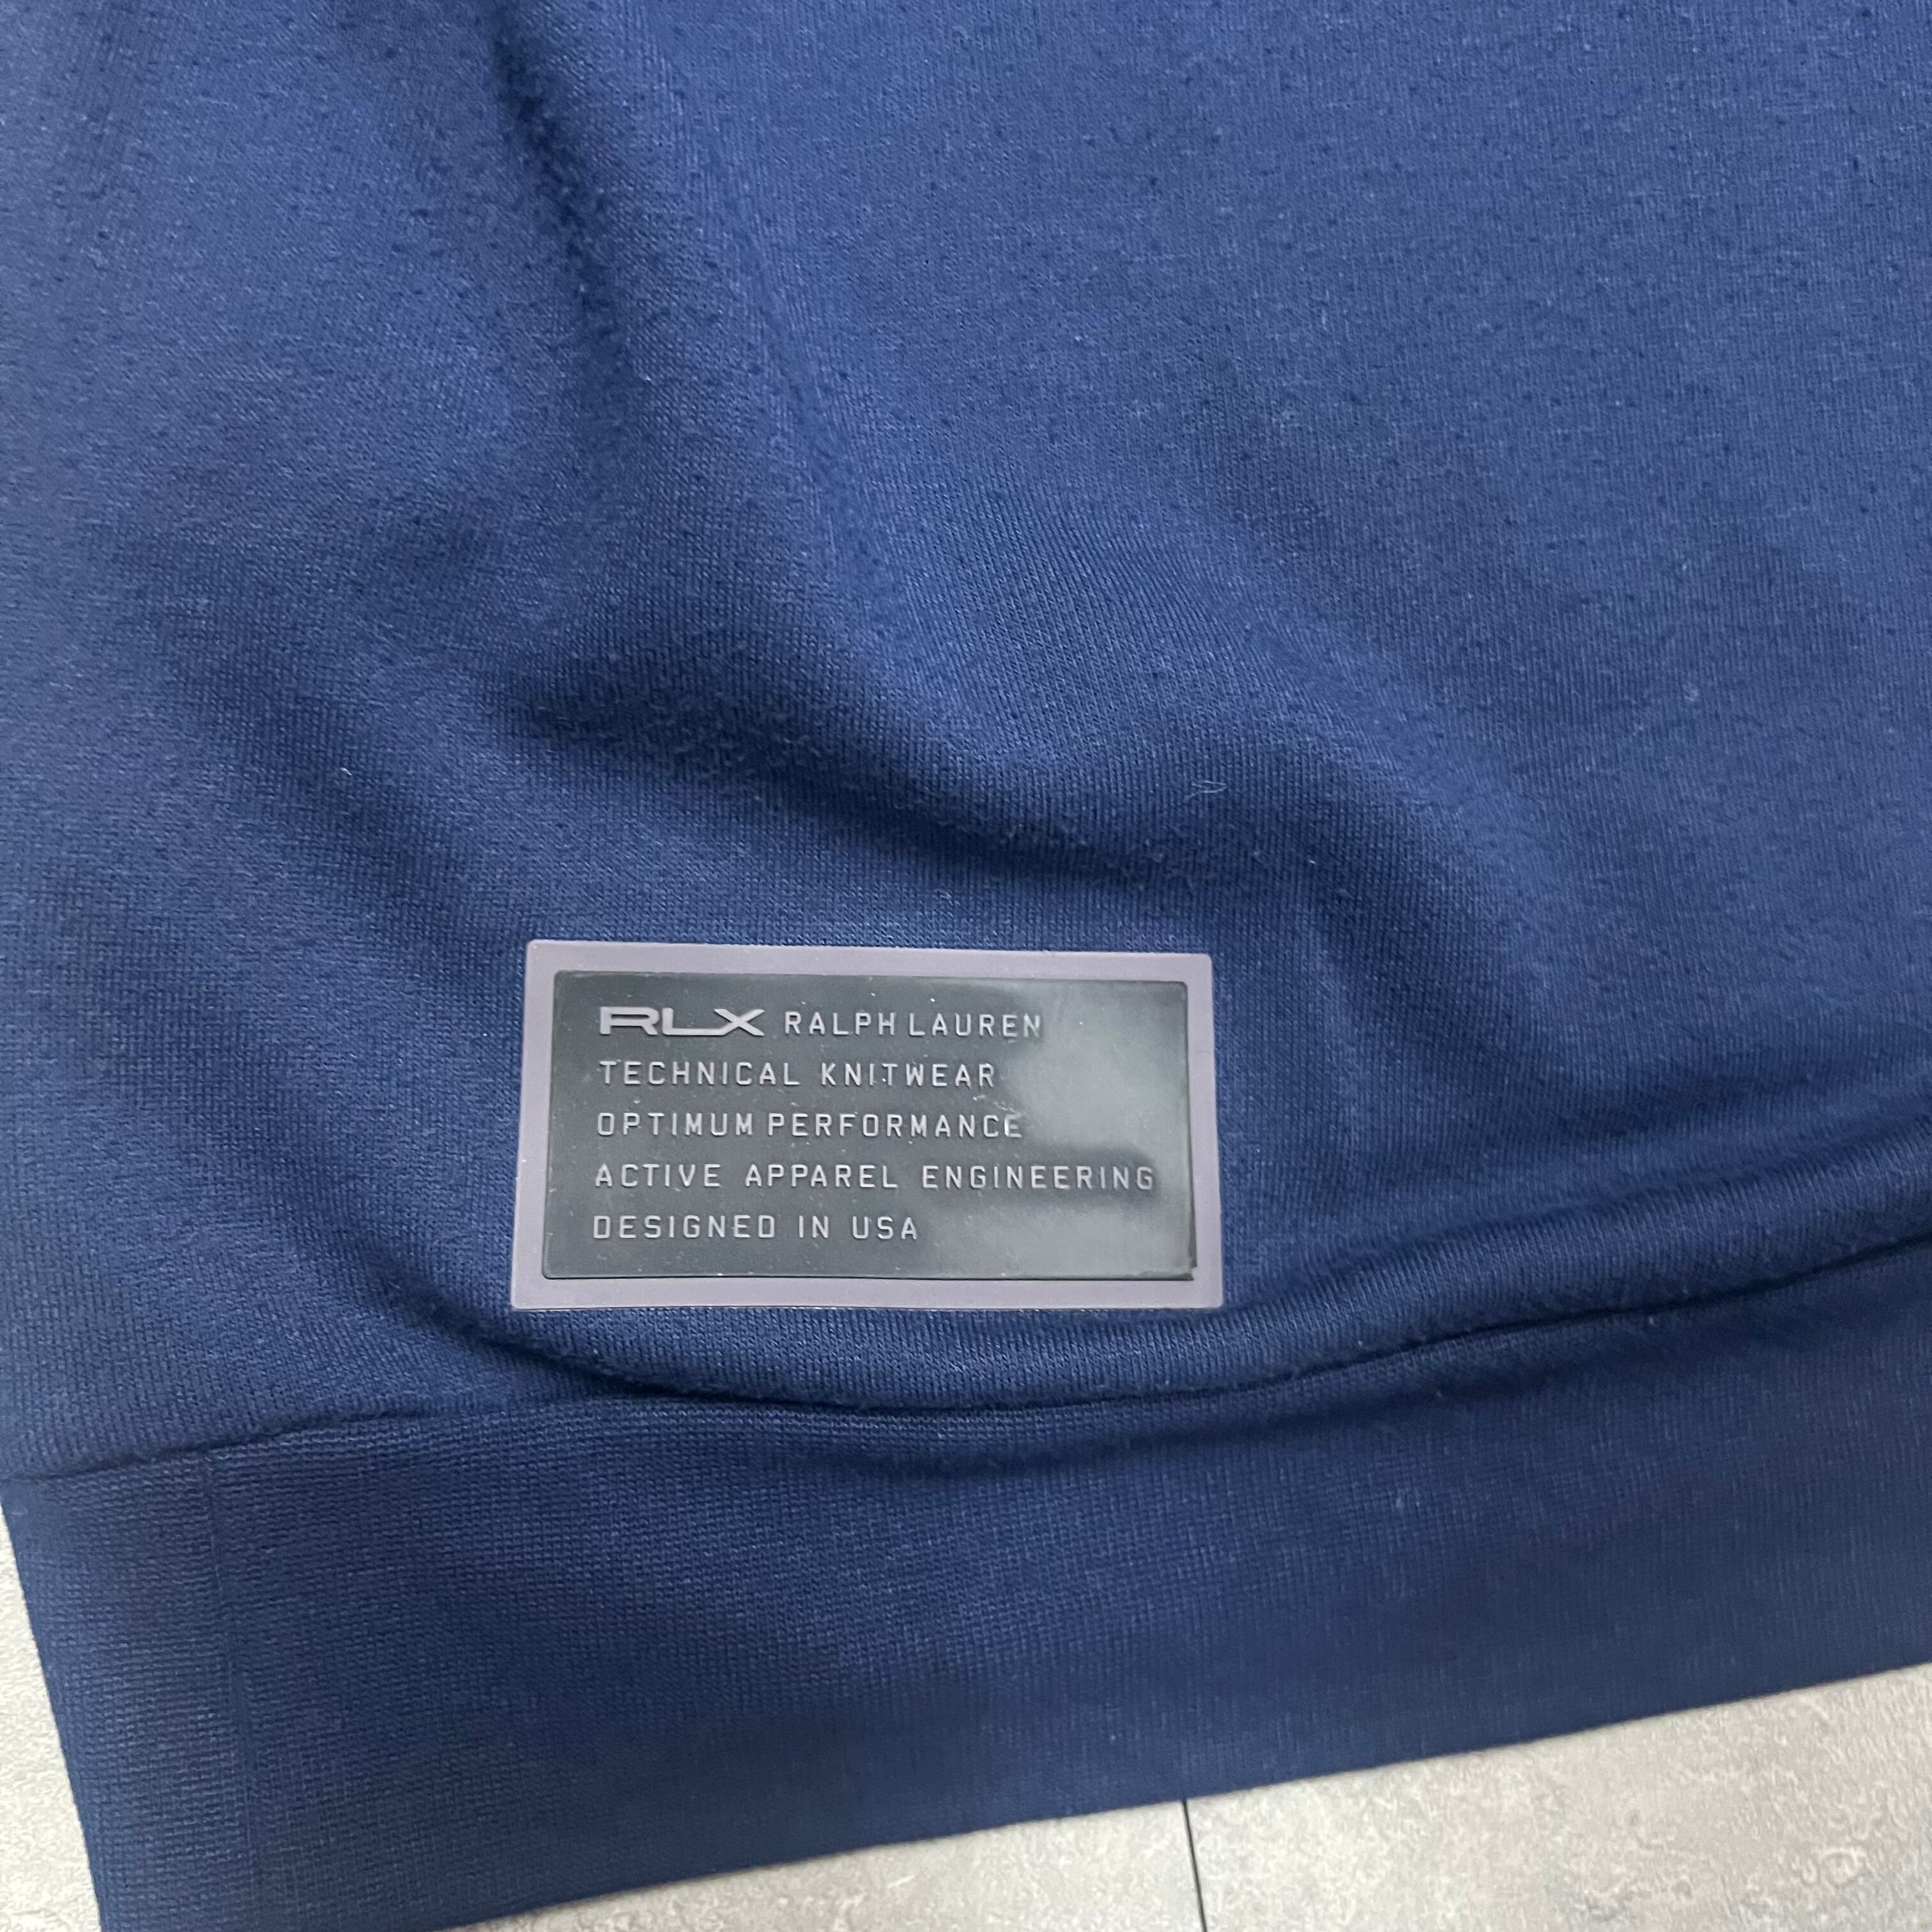 RLX RALPH LAUREN
TECHNICAL KNITWEAR
OPTIMUM PERFORMANCE
ACTIVE APPAREL ENGINEERING
DESIGNED IN USA